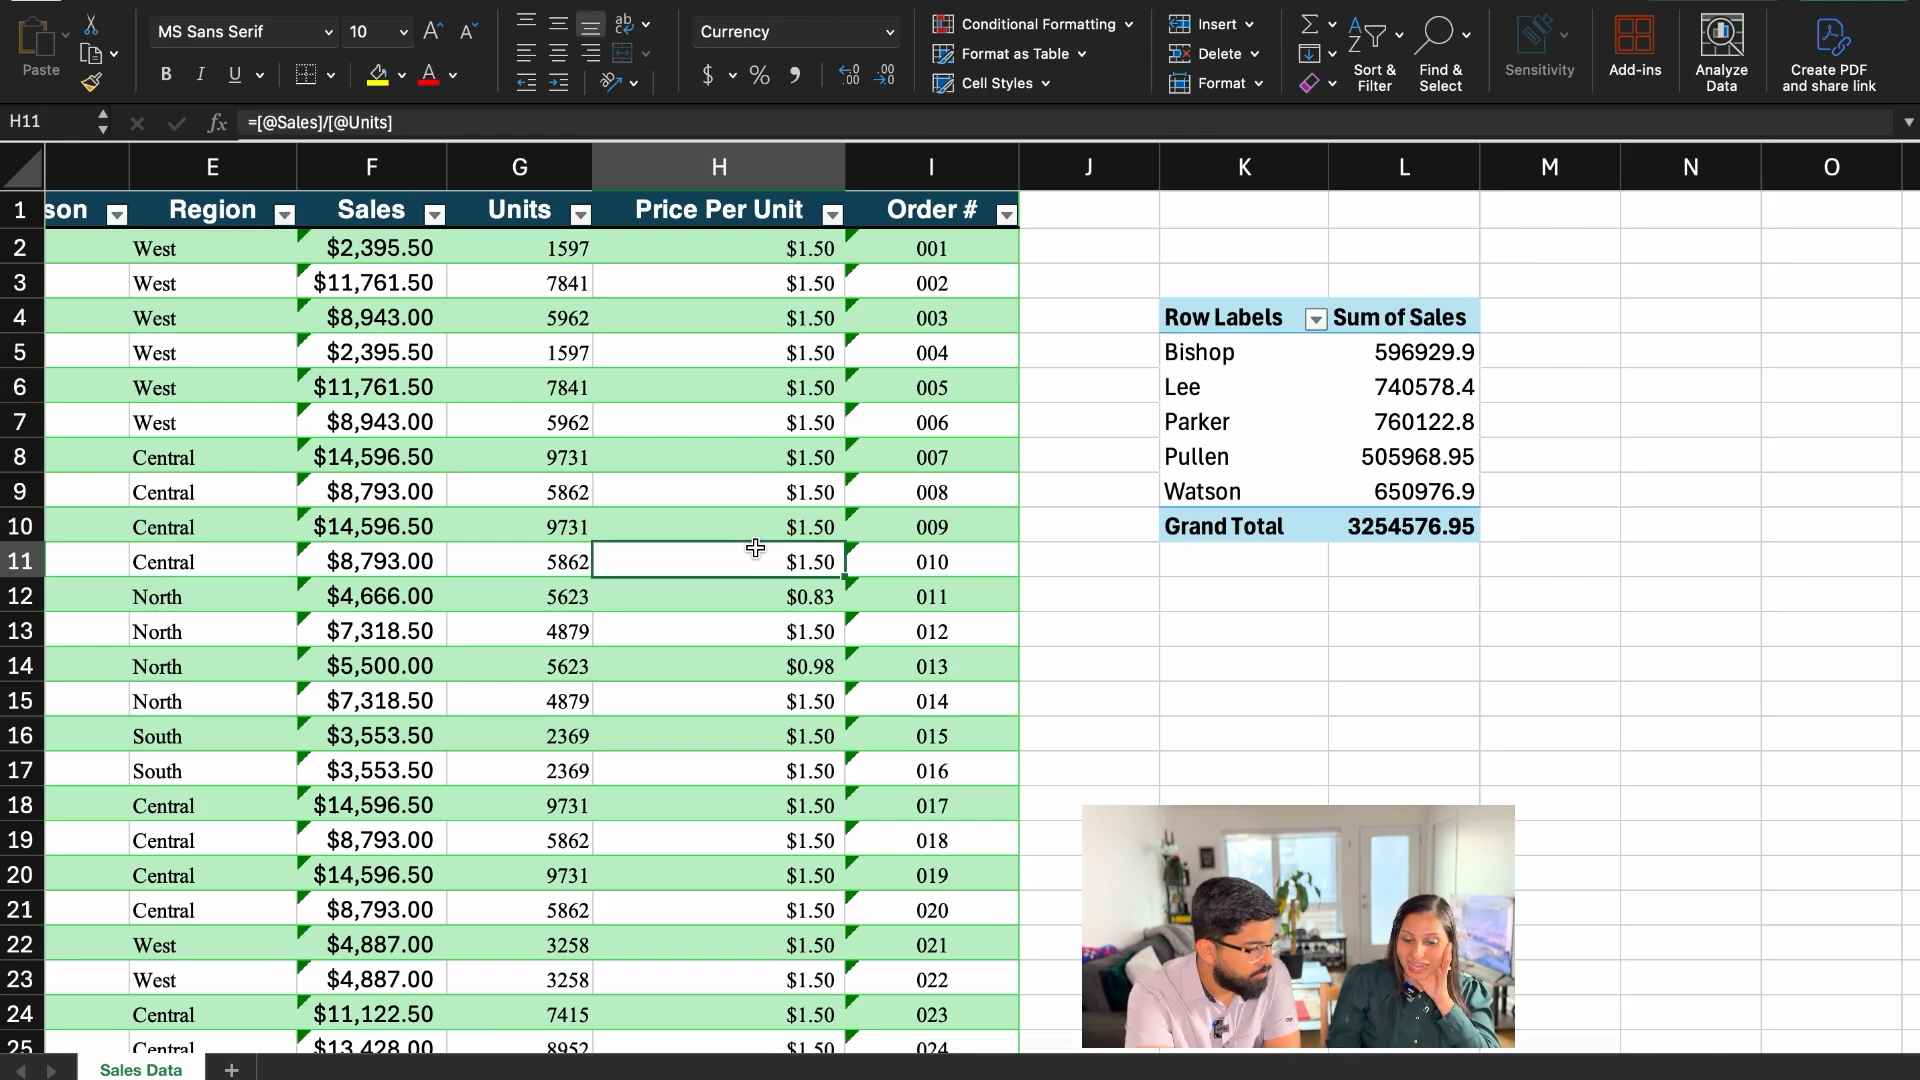 MS Sans Serif 10 ab Currency Conditional Formatting Insert Sort & Filter Find & Select Sensitivity Add-ins Analyze Data Create PDF and share link
Paste B I U A $ % Format as Table Delete
Cell Styles Format
H11 fx =[@Sales]/[@Units]
E F G H I J K L M N O
1 son Region Sales Units Price Per Unit Order #
2 West $2,395.50 1597 $1.50 001
3 West $11,761.50 7841 $1.50 002
4 West $8,943.00 5962 $1.50 003 Row Labels Sum of Sales
5 West $2,395.50 1597 $1.50 004 Bishop 596929.9
6 West $11,761.50 7841 $1.50 005 Lee 740578.4
7 West $8,943.00 5962 $1.50 006 Parker 760122.8
8 Central $14,596.50 9731 $1.50 007 Pullen 505968.95
9 Central $8,793.00 5862 $1.50 008 Watson 650976.9
10 Central $14,596.50 9731 $1.50 009 Grand Total 3254576.95
11 Central $8,793.00 5862 $1.50 010
12 North $4,666.00 5623 $0.83 011
13 North $7,318.50 4879 $1.50 012
14 North $5,500.00 5623 $0.98 013
15 North $7,318.50 4879 $1.50 014
16 South $3,553.50 2369 $1.50 015
17 South $3,553.50 2369 $1.50 016
18 Central $14,596.50 9731 $1.50 017
19 Central $8,793.00 5862 $1.50 018
20 Central $14,596.50 9731 $1.50 019
21 Central $8,793.00 5862 $1.50 020
22 West $4,887.00 3258 $1.50 021
23 West $4,887.00 3258 $1.50 022
24 Central $11,122.50 7415 $1.50 023
25 Central $13,428.00 8952 $1.50 024
Sales Data +